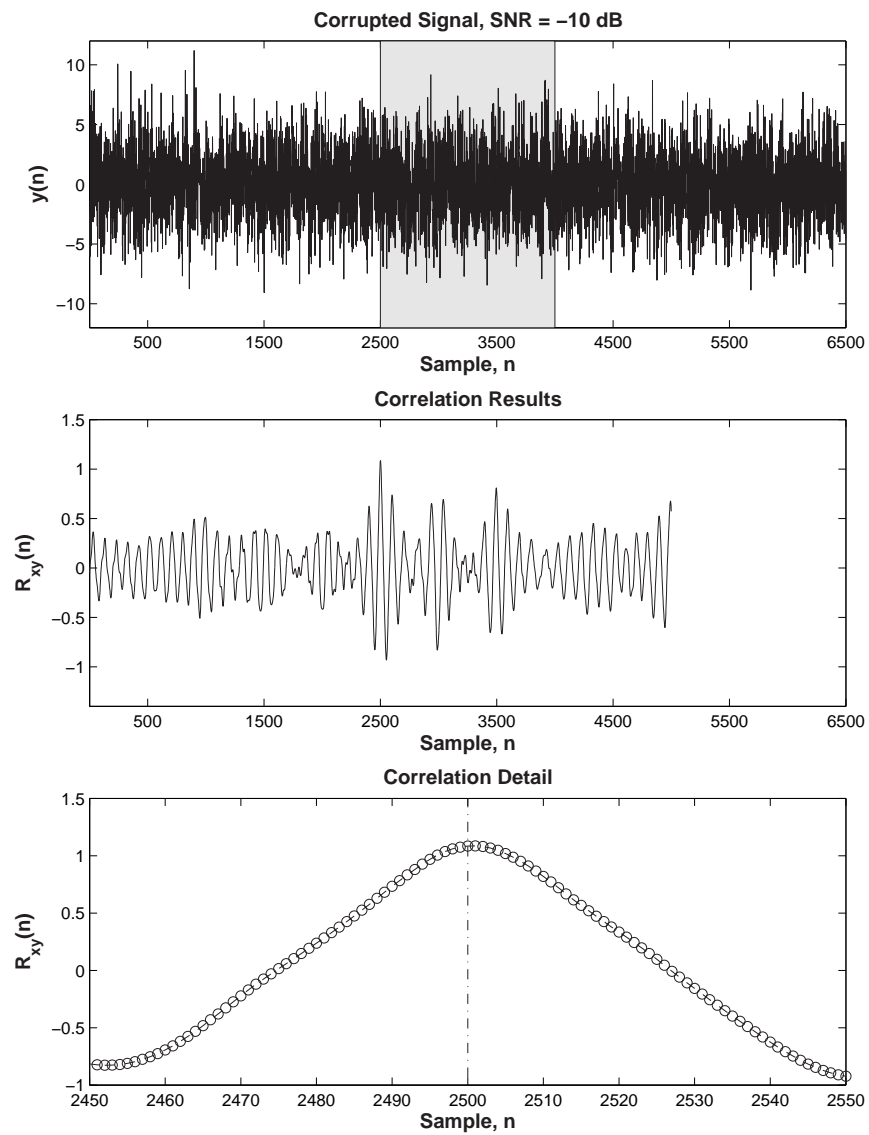 Corrupted Signal, SNR = −10 dB
10
5
0
−5
−10
y(n)
500 1500 2500 3500 4500 5500 6500
Sample, n
Correlation Results
1.5
1
0.5
0
−0.5
−1
R_xy(n)
500 1500 2500 3500 4500 5500 6500
Sample, n
Correlation Detail
1.5
1
0.5
0
−0.5
−1
R_xy(n)
2450 2460 2470 2480 2490 2500 2510 2520 2530 2540 2550
Sample, n